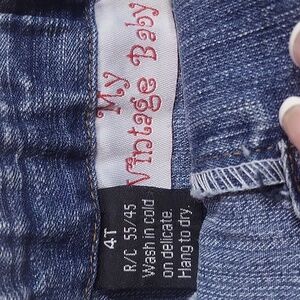 My
Vintage Baby
4T
R/C 55/45
Wash in cold
on delicate.
Hang to dry.